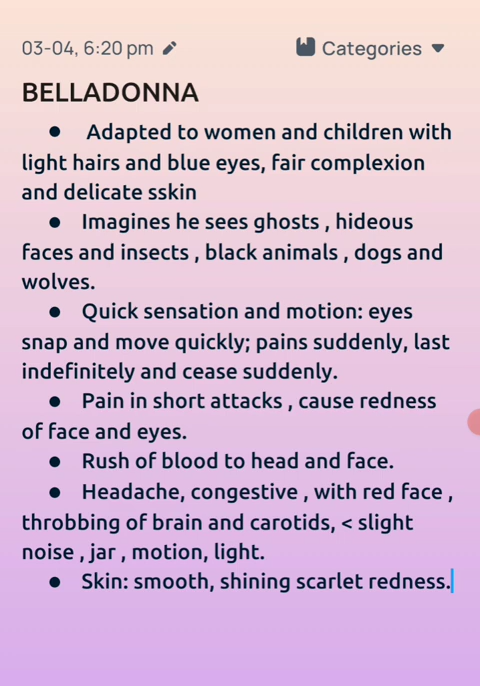 03-04, 6:20 pm
Categories
BELLADONNA
● Adapted to women and children with
light hairs and blue eyes, fair complexion
and delicate sskin
● Imagines he sees ghosts , hideous
faces and insects , black animals , dogs and
wolves.
● Quick sensation and motion: eyes
snap and move quickly; pains suddenly, last
indefinitely and cease suddenly.
● Pain in short attacks , cause redness
of face and eyes.
● Rush of blood to head and face.
● Headache, congestive , with red face ,
throbbing of brain and carotids, < slight
noise , jar , motion, light.
● Skin: smooth, shining scarlet redness.